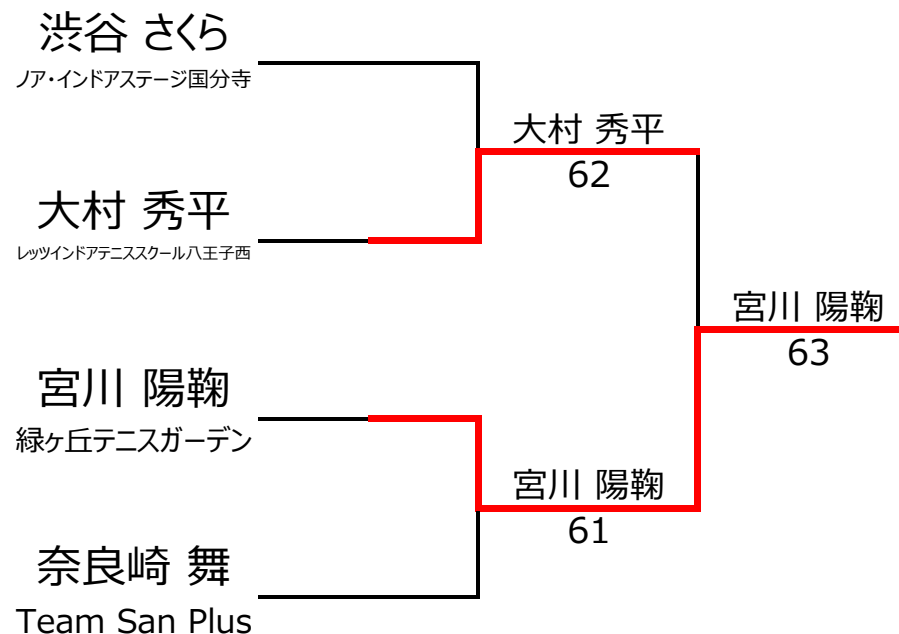 渋谷 さくら
ノア・インドアステージ国分寺
大村 秀平
62
大村 秀平
レッツインドアテニススクール八王子西
宮川 陽鞠
63
宮川 陽鞠
緑ヶ丘テニスガーデン
宮川 陽鞠
61
奈良崎 舞
Team San Plus